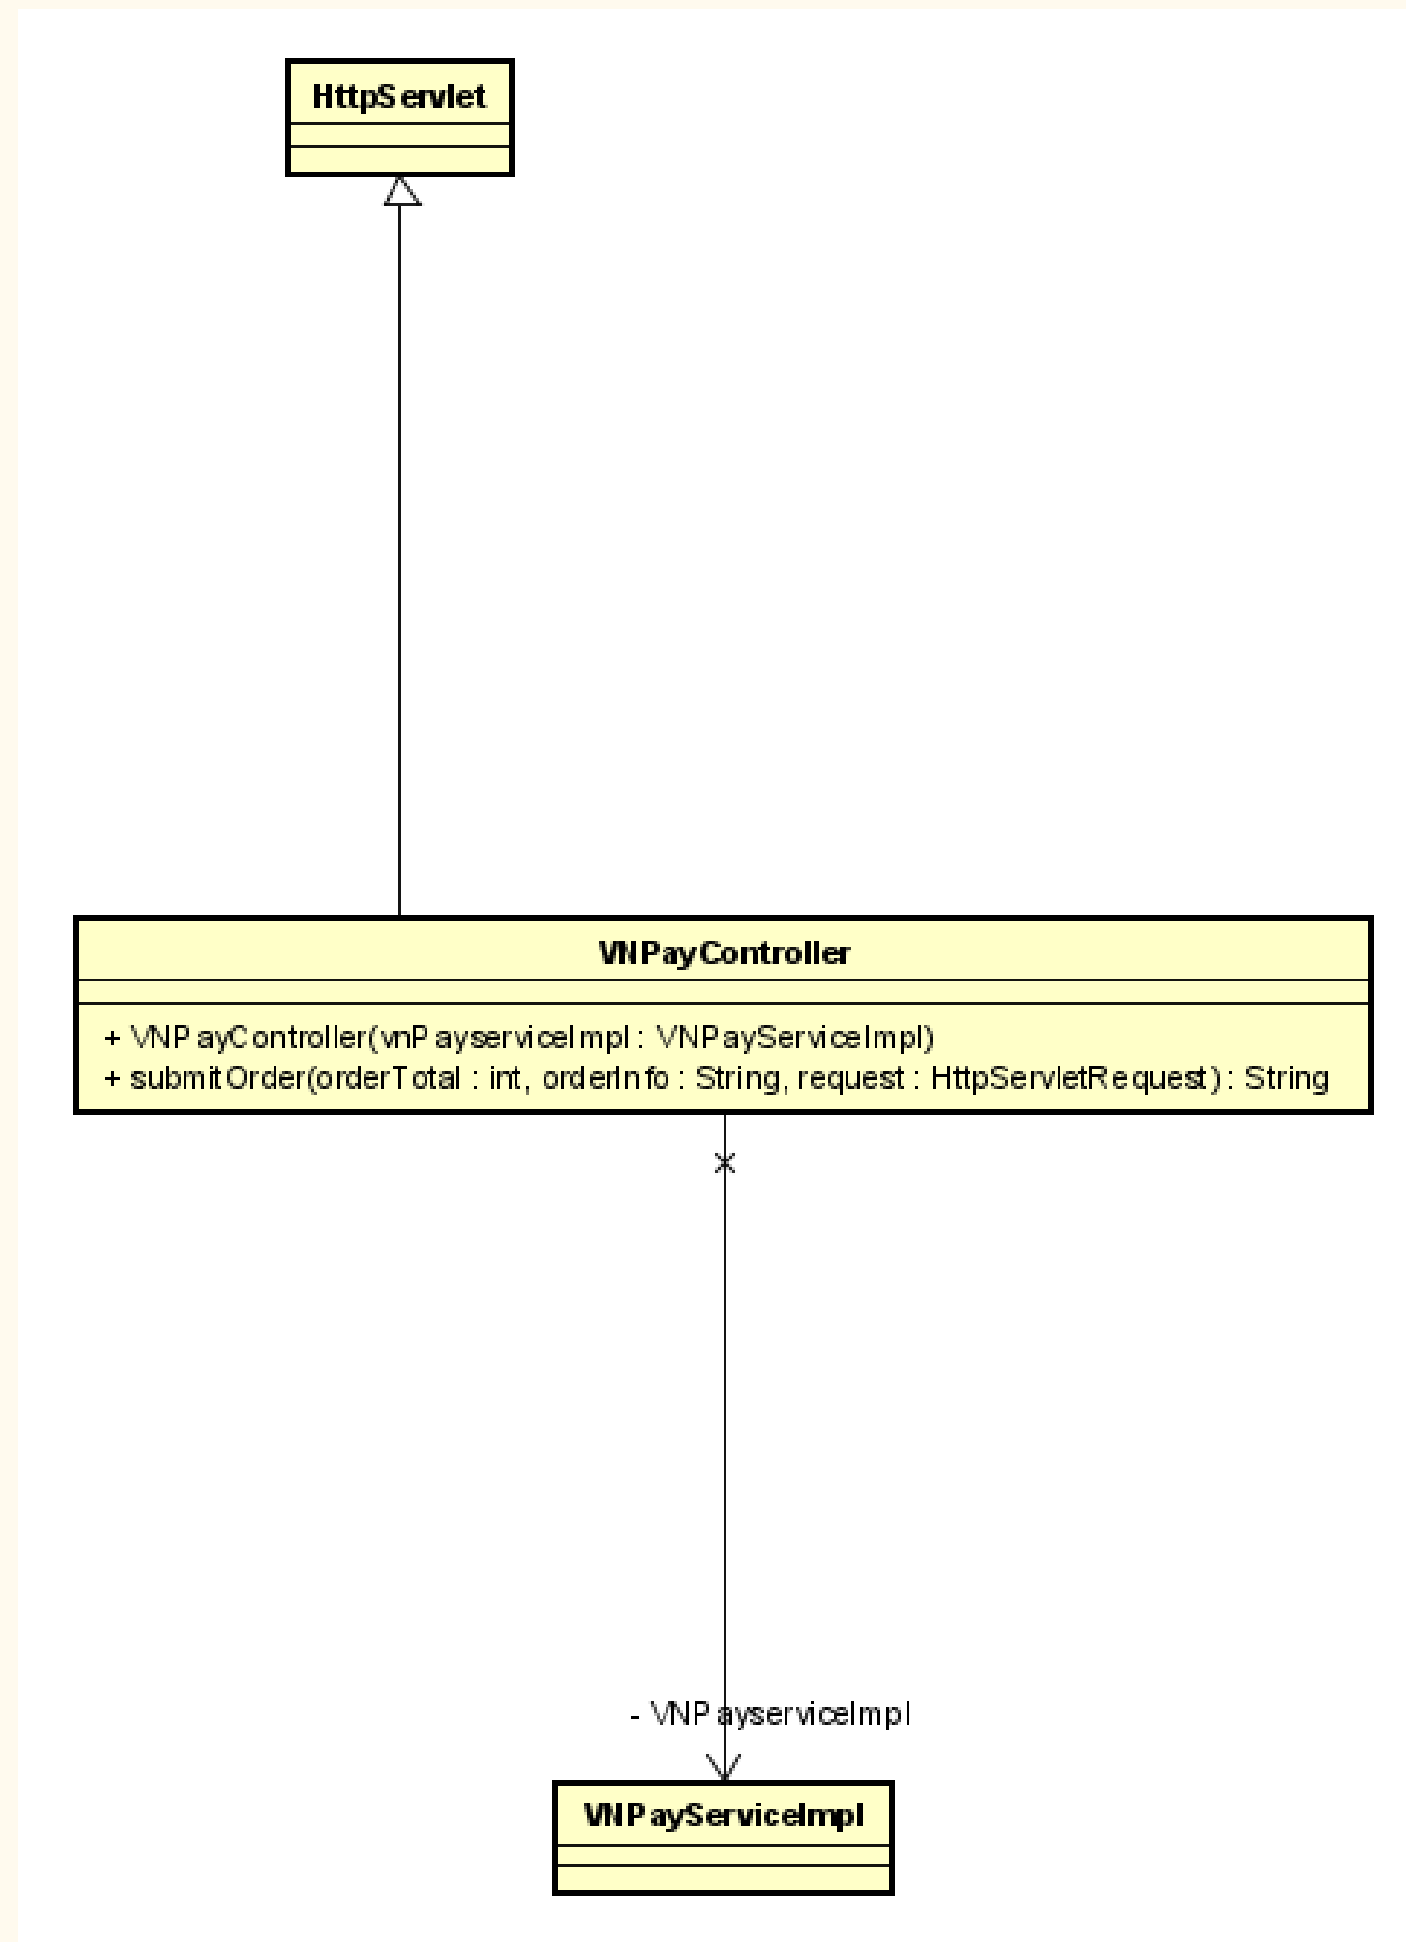 HttpServlet
VNPayController
+ VNPayController(vnPayserviceImpl : VNPayServiceImpl)
+ submitOrder(orderTotal : int, orderInfo : String, request : HttpServletRequest) : String
- VNPayserviceImpl
VNPayServiceImpl